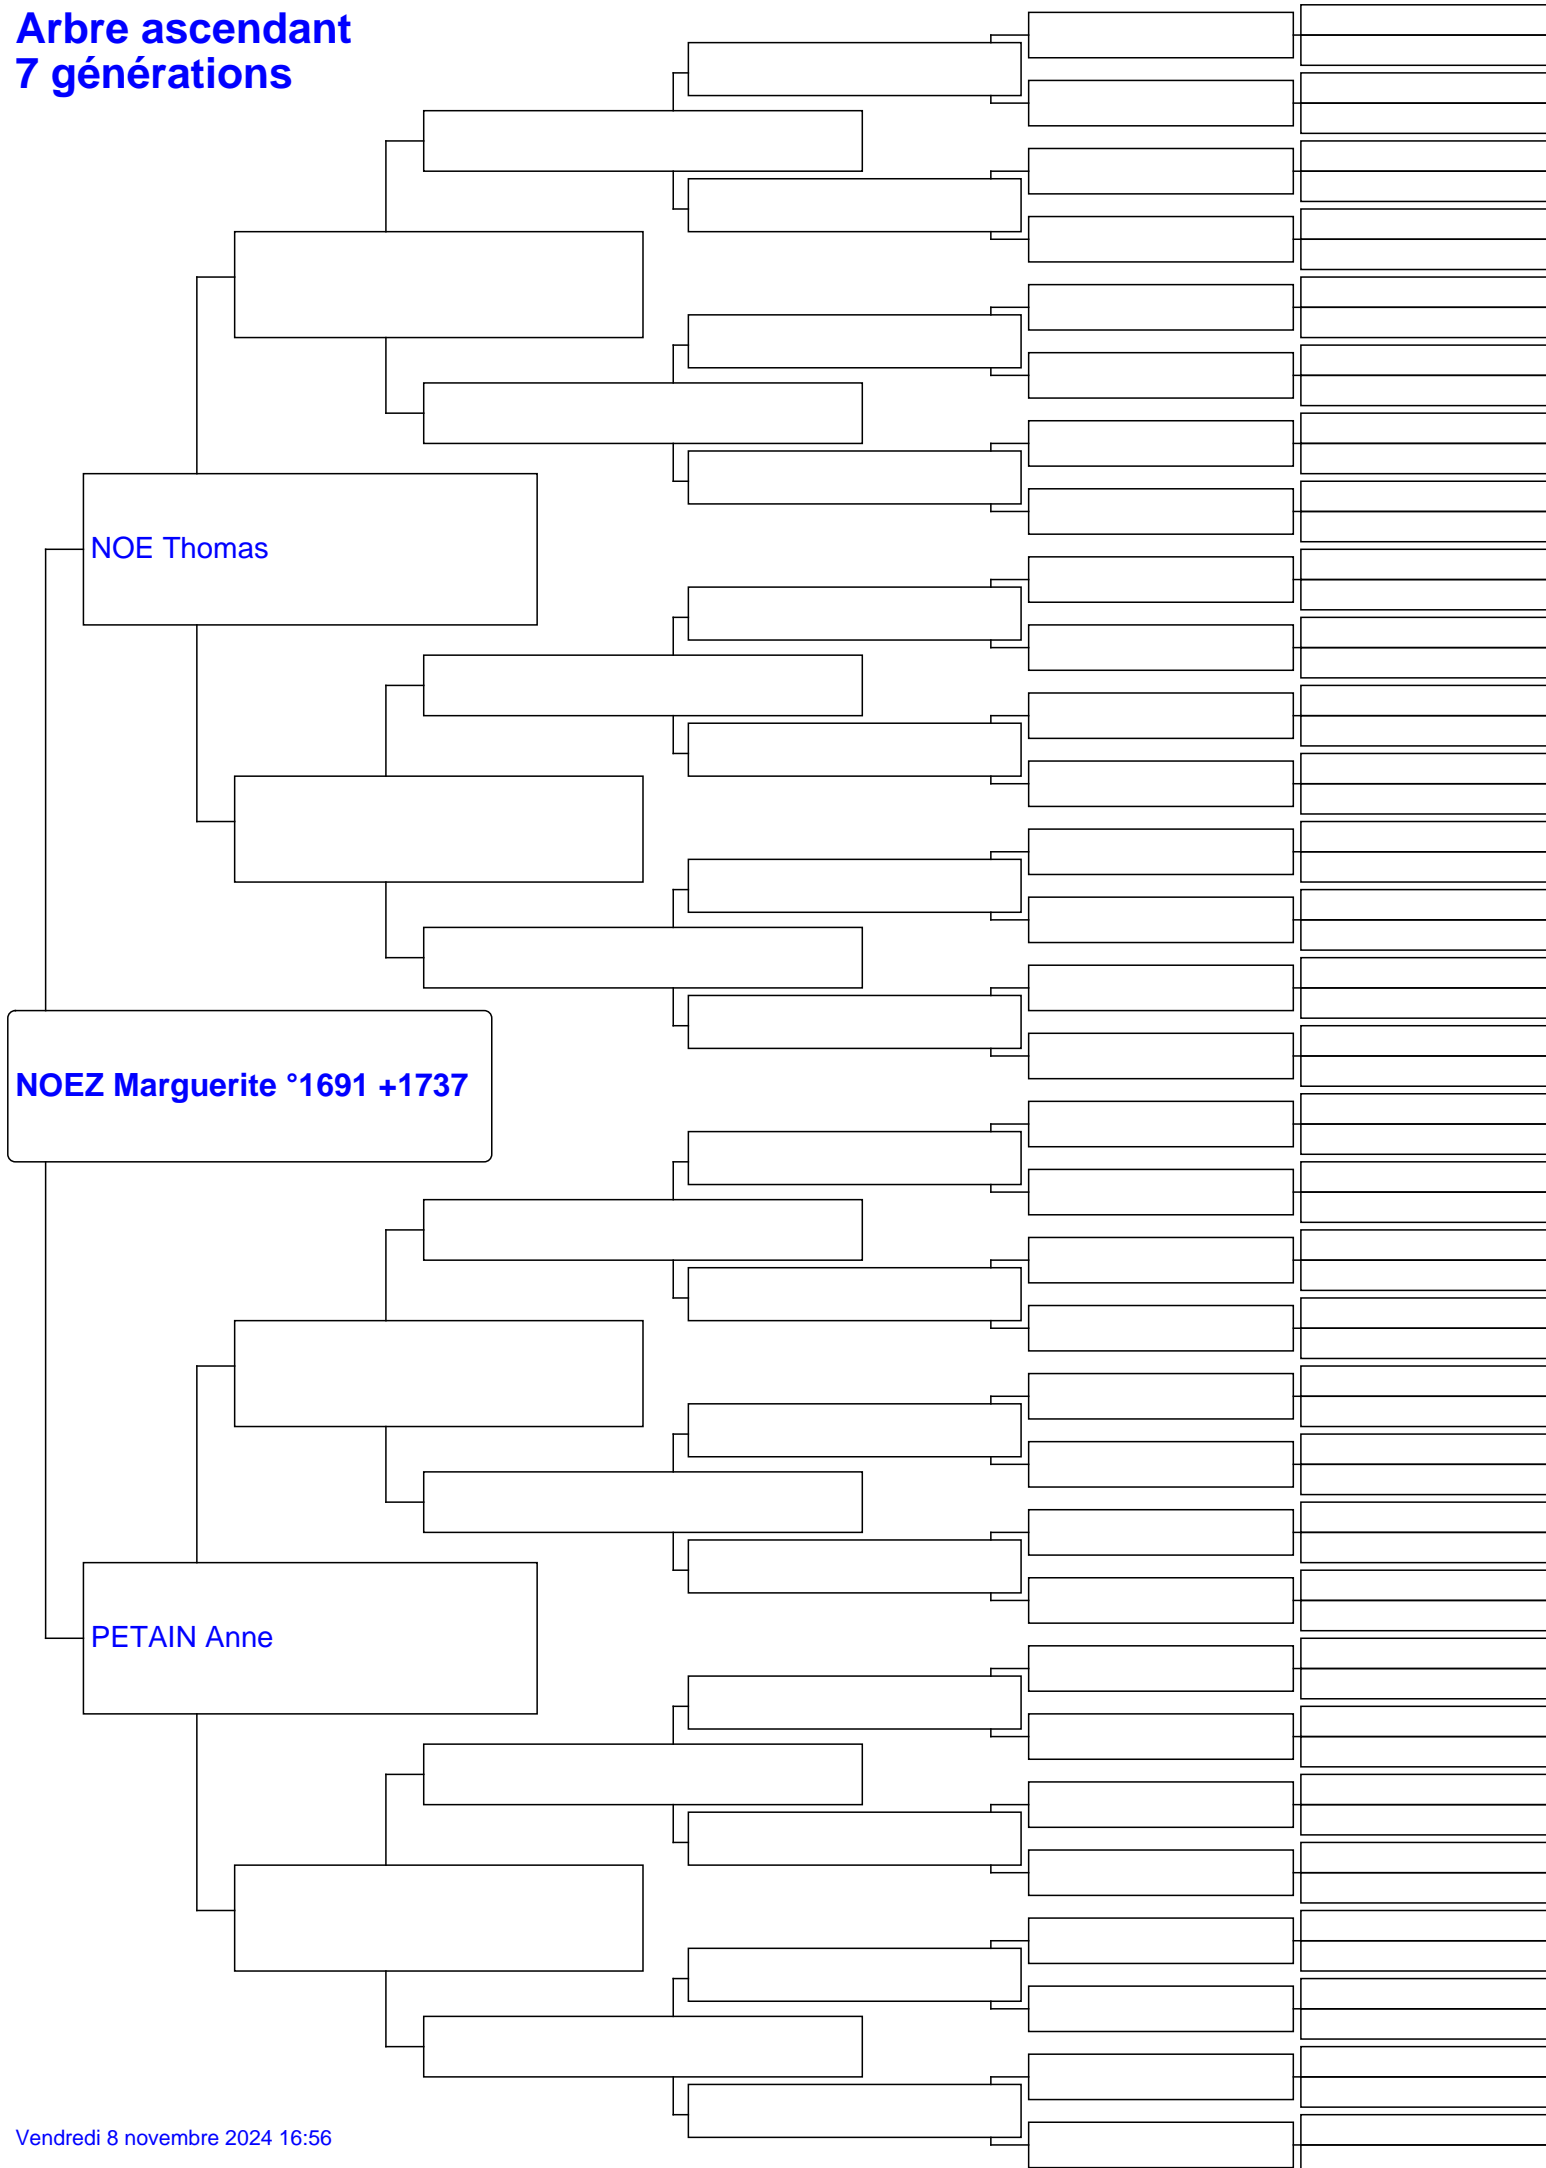 Arbre ascendant
7 générations
NOE Thomas
NOEZ Marguerite °1691 +1737
PETAIN Anne
Vendredi 8 novembre 2024 16:56